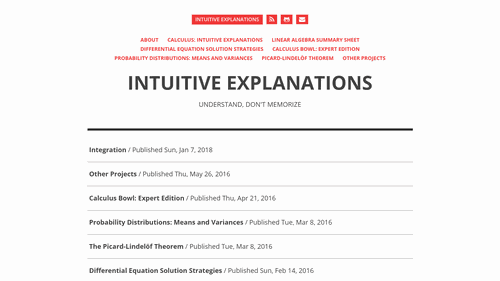 INTUITIVE EXPLANATIONS
ABOUT CALCULUS: INTUITIVE EXPLANATIONS LINEAR ALGEBRA SUMMARY SHEET
DIFFERENTIAL EQUATION SOLUTION STRATEGIES CALCULUS BOWL: EXPERT EDITION
PROBABILITY DISTRIBUTIONS: MEANS AND VARIANCES PICARD-LINDELÖF THEOREM OTHER PROJECTS
INTUITIVE EXPLANATIONS
UNDERSTAND, DON'T MEMORIZE
Integration / Published Sun, Jan 7, 2018
Other Projects / Published Thu, May 26, 2016
Calculus Bowl: Expert Edition / Published Thu, Apr 21, 2016
Probability Distributions: Means and Variances / Published Tue, Mar 8, 2016
The Picard-Lindelöf Theorem / Published Tue, Mar 8, 2016
Differential Equation Solution Strategies / Published Sun, Feb 14, 2016